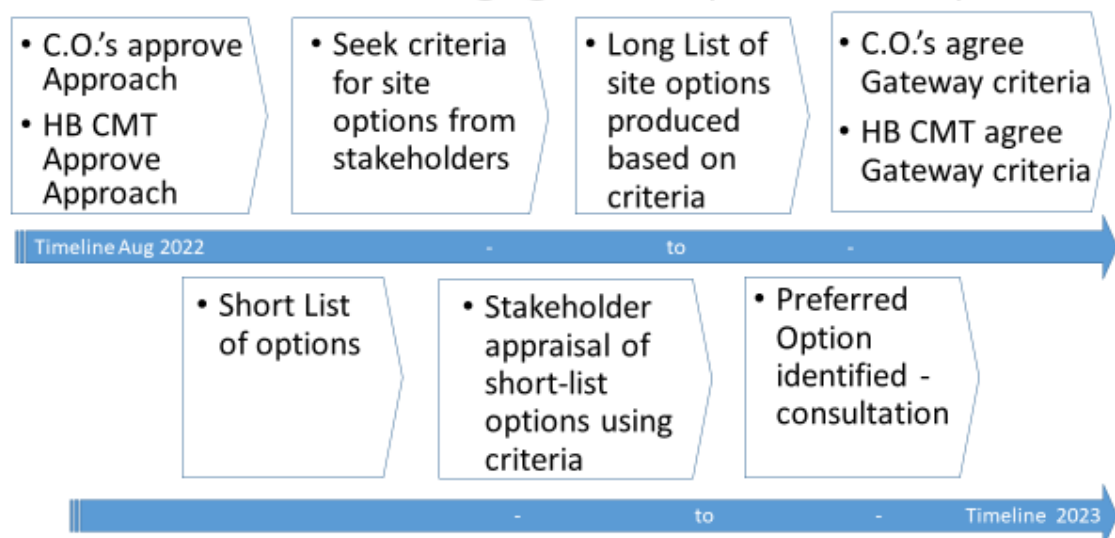 • C.O.'s approve
Approach
• HB CMT
Approve
Approach
• Seek criteria
for site
options from
stakeholders
• Long List of
site options
produced
based on
criteria
• C.O.'s agree
Gateway criteria
• HB CMT agree
Gateway criteria
Timeline Aug 2022 - to -
• Short List
of options
• Stakeholder
appraisal of
short-list
options using
criteria
• Preferred
Option
identified -
consultation
- to - Timeline 2023